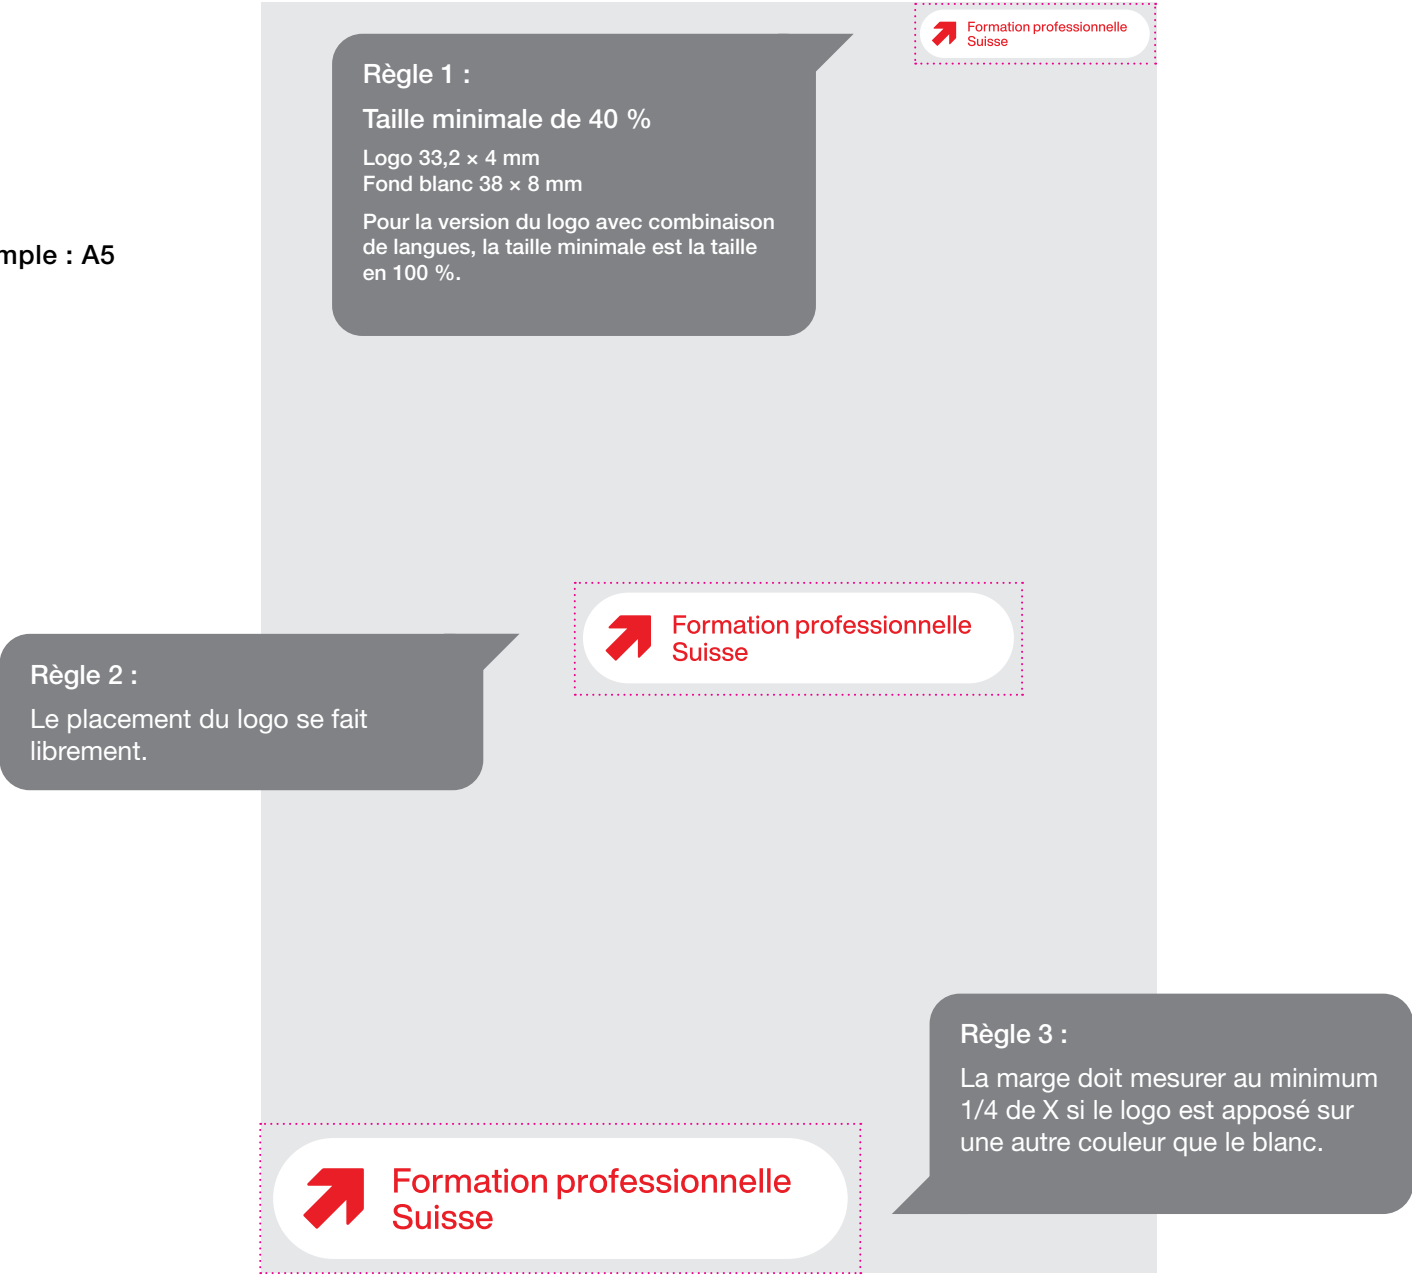 Formation professionnelle
Suisse
Règle 1 :
Taille minimale de 40 %
Logo 33,2 × 4 mm
Fond blanc 38 × 8 mm
Pour la version du logo avec combinaison
de langues, la taille minimale est la taille
en 100 %.
mple : A5
Formation professionnelle
Suisse
Règle 2 :
Le placement du logo se fait
librement.
Règle 3 :
La marge doit mesurer au minimum
1/4 de X si le logo est apposé sur
une autre couleur que le blanc.
Formation professionnelle
Suisse